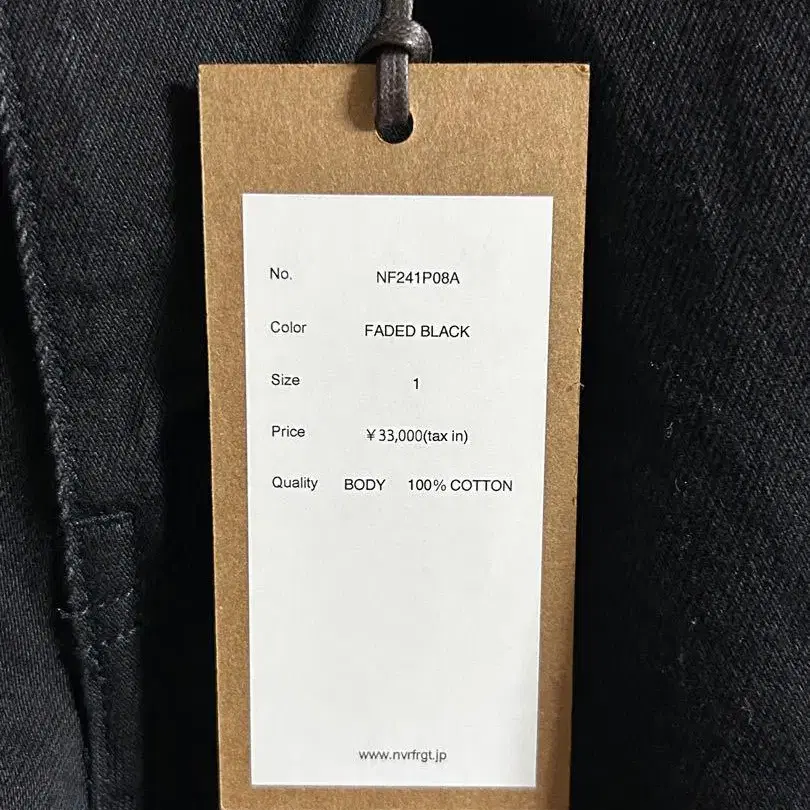 No. NF241P08A
Color FADED BLACK
Size 1
Price ￥33,000(tax in)
Quality BODY 100% COTTON
www.nvrfrgt.jp